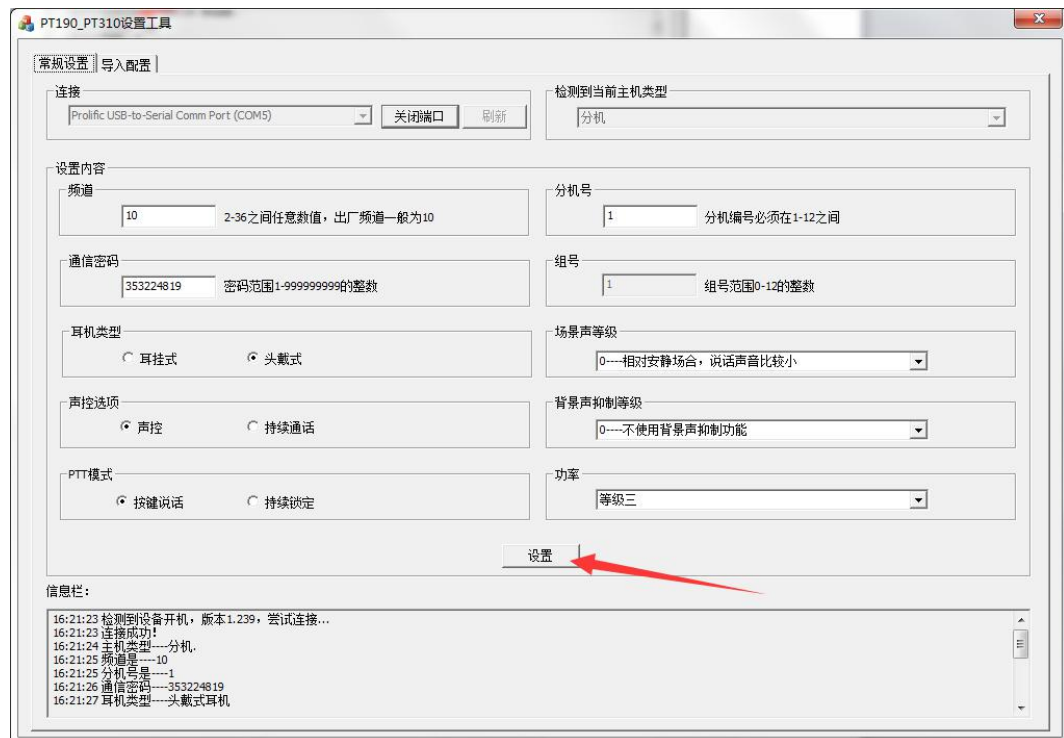 PT190_PT310设置工具
常规设置 导入配置
连接
Prolific USB-to-Serial Comm Port (COM5) 关闭端口 刷新
检测到当前主机类型
分机
设置内容
频道
10 2-36之间任意数值，出厂频道一般为10
分机号
1 分机编号必须在1-12之间
通信密码
353224819 密码范围1-999999999的整数
组号
1 组号范围0-12的整数
耳机类型
耳挂式 头戴式
场景声等级
0----相对安静场合，说话声音比较小
声控选项
声控 持续通话
背景声抑制等级
0----不使用背景声抑制功能
PTT模式
按键说话 持续锁定
功率
等级三
设置
信息栏：
16:21:23 检测到设备开机，版本1.239，尝试连接...
16:21:23 连接成功！
16:21:24 主机类型----分机.
16:21:25 频道是----10
16:21:25 分机号是----1
16:21:26 通信密码----353224819
16:21:27 耳机类型----头戴式耳机